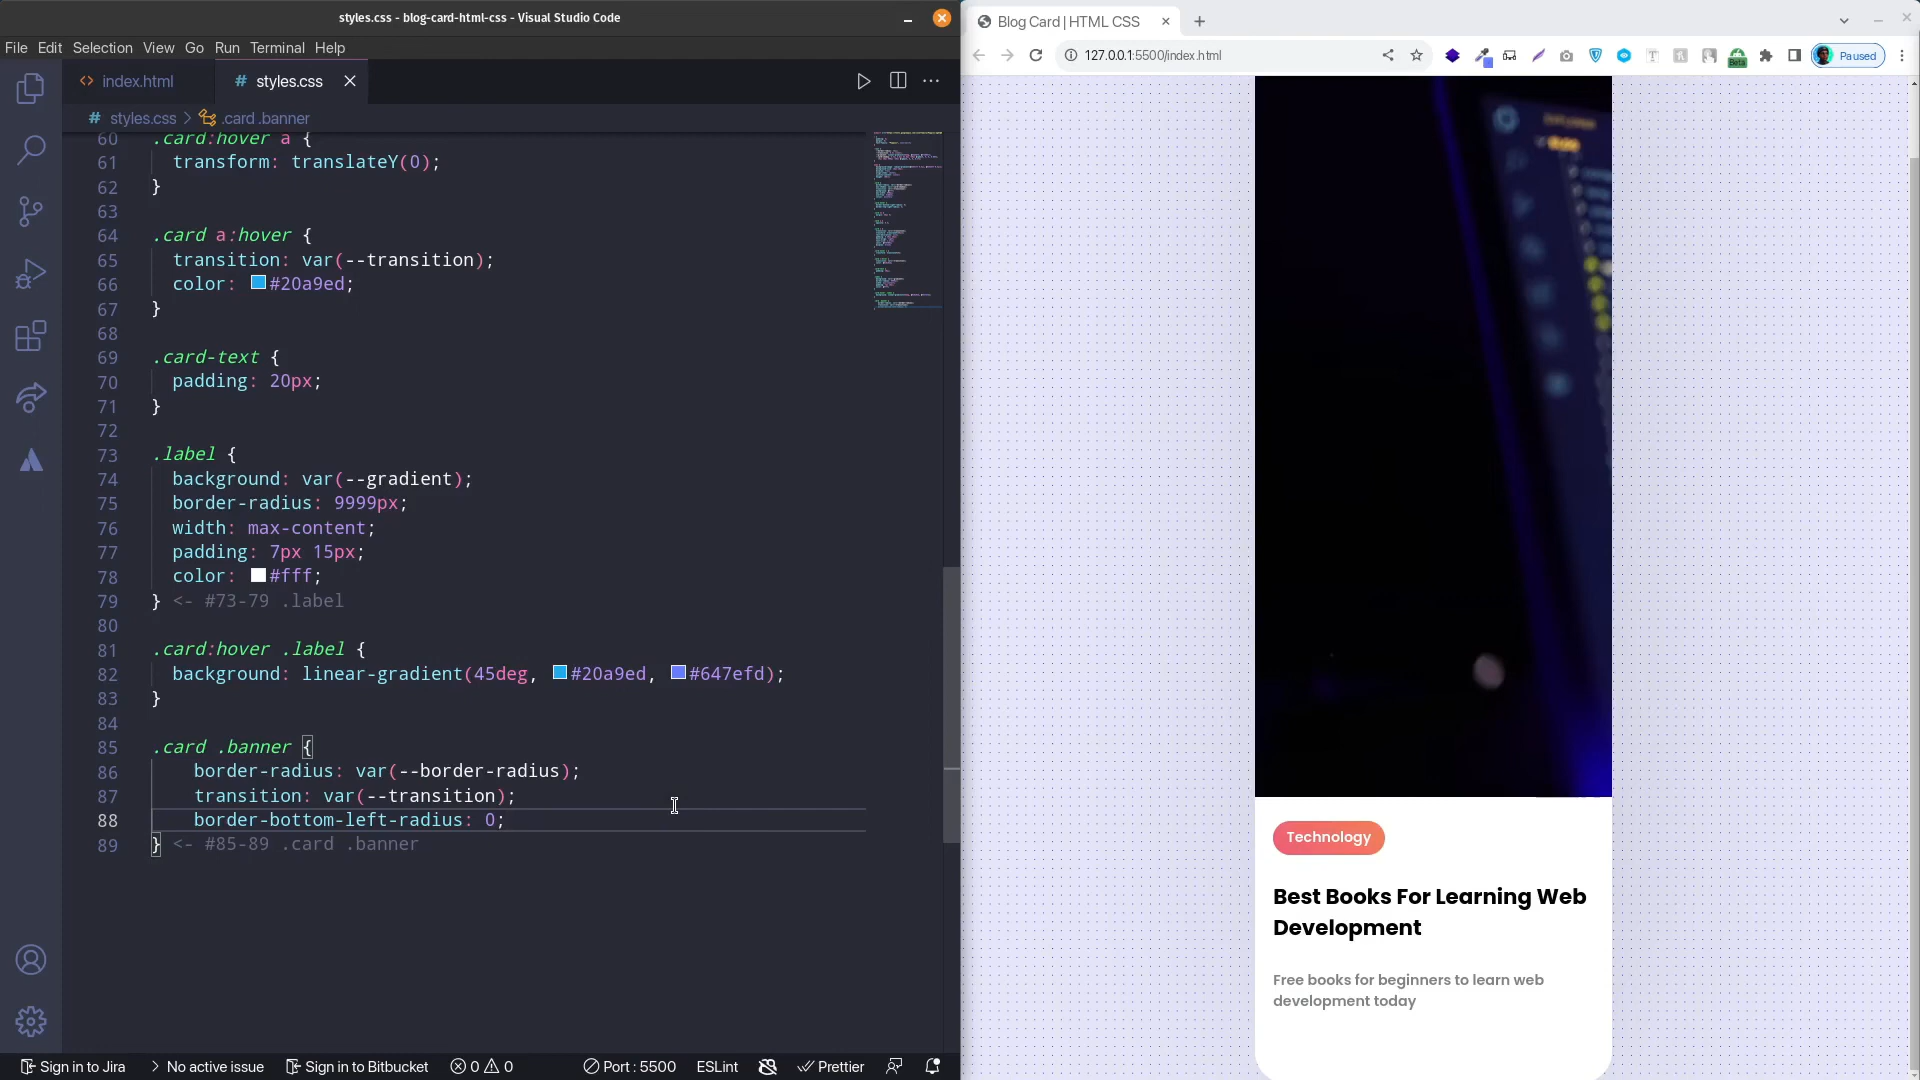 styles.css - blog-card-html-css - Visual Studio Code
File Edit Selection View Go Run Terminal Help
index.html
# styles.css
# styles.css > .card .banner
60 .card:hover a {
61 transform: translateY(0);
62 }
63
64 .card a:hover {
65 transition: var(--transition);
66 color: #20a9ed;
67 }
68
69 .card-text {
70 padding: 20px;
71 }
72
73 .label {
74 background: var(--gradient);
75 border-radius: 9999px;
76 width: max-content;
77 padding: 7px 15px;
78 color: #fff;
79 } <- #73-79 .label
80
81 .card:hover .label {
82 background: linear-gradient(45deg, #20a9ed, #647efd);
83 }
84
85 .card .banner {
86 border-radius: var(--border-radius);
87 transition: var(--transition);
88 border-bottom-left-radius: 0;
89 } <- #85-89 .card .banner
Sign in to Jira
No active issue
Sign in to Bitbucket
0 0
Port : 5500
ESLint
Prettier
Blog Card | HTML CSS
127.0.0.1:5500/index.html
Beta
Paused
Technology
Best Books For Learning Web
Development
Free books for beginners to learn web
development today